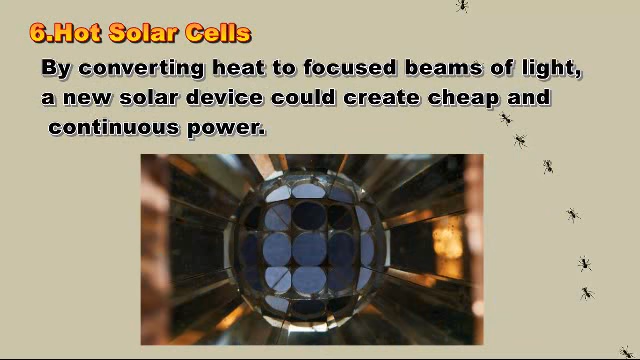 6.Hot Solar Cells
By converting heat to focused beams of light,
a new solar device could create cheap and
continuous power.